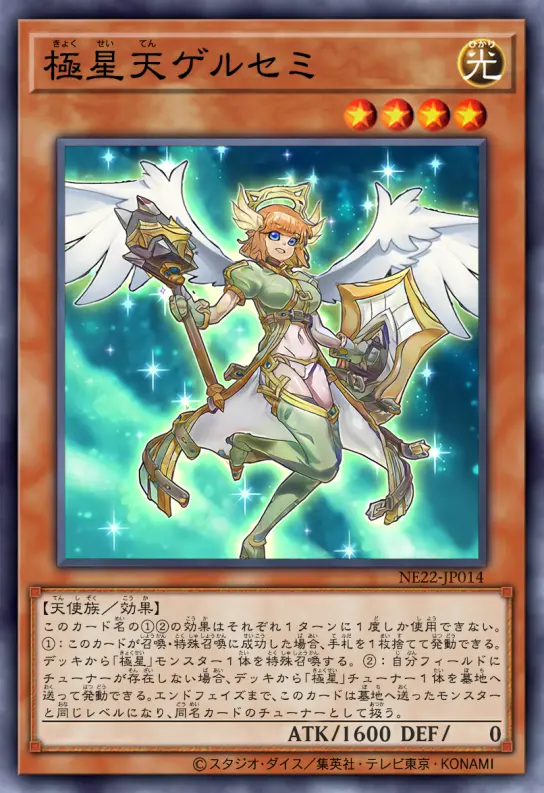 極星天ゲルセミ
光
NE22-JP014
【天使族／効果】
このカード名の①②の効果はそれぞれ１ターンに１度しか使用できない。
①：このカードが召喚・特殊召喚に成功した場合、手札を１枚捨てて発動できる。
デッキから「極星」モンスター１体を特殊召喚する。②：自分フィールドに
チューナーが存在しない場合、デッキから「極星」チューナー１体を墓地へ
送って発動できる。エンドフェイズまで、このカードは墓地へ送ったモンスター
と同じレベルになり、同名カードのチューナーとして扱う。
ATK/1600 DEF/ 0
©スタジオ・ダイス／集英社・テレビ東京・KONAMI